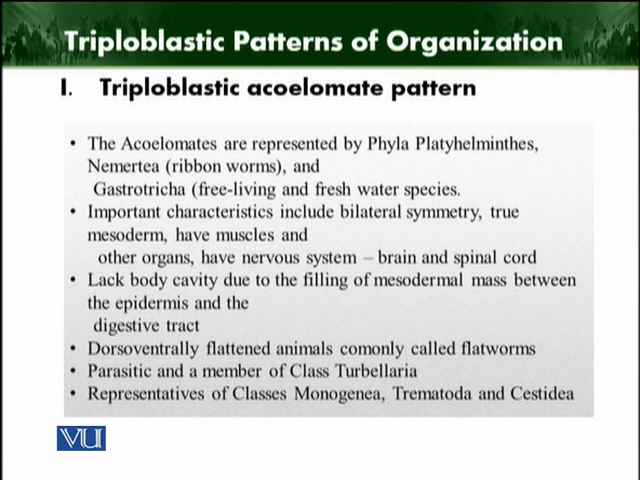 Triploblastic Patterns of Organization
I. Triploblastic acoelomate pattern
• The Acoelomates are represented by Phyla Platyhelminthes,
Nemertea (ribbon worms), and
Gastrotricha (free-living and fresh water species.
• Important characteristics include bilateral symmetry, true
mesoderm, have muscles and
other organs, have nervous system – brain and spinal cord
• Lack body cavity due to the filling of mesodermal mass between
the epidermis and the
digestive tract
• Dorsoventrally flattened animals comonly called flatworms
• Parasitic and a member of Class Turbellaria
• Representatives of Classes Monogenea, Trematoda and Cestidea
VU